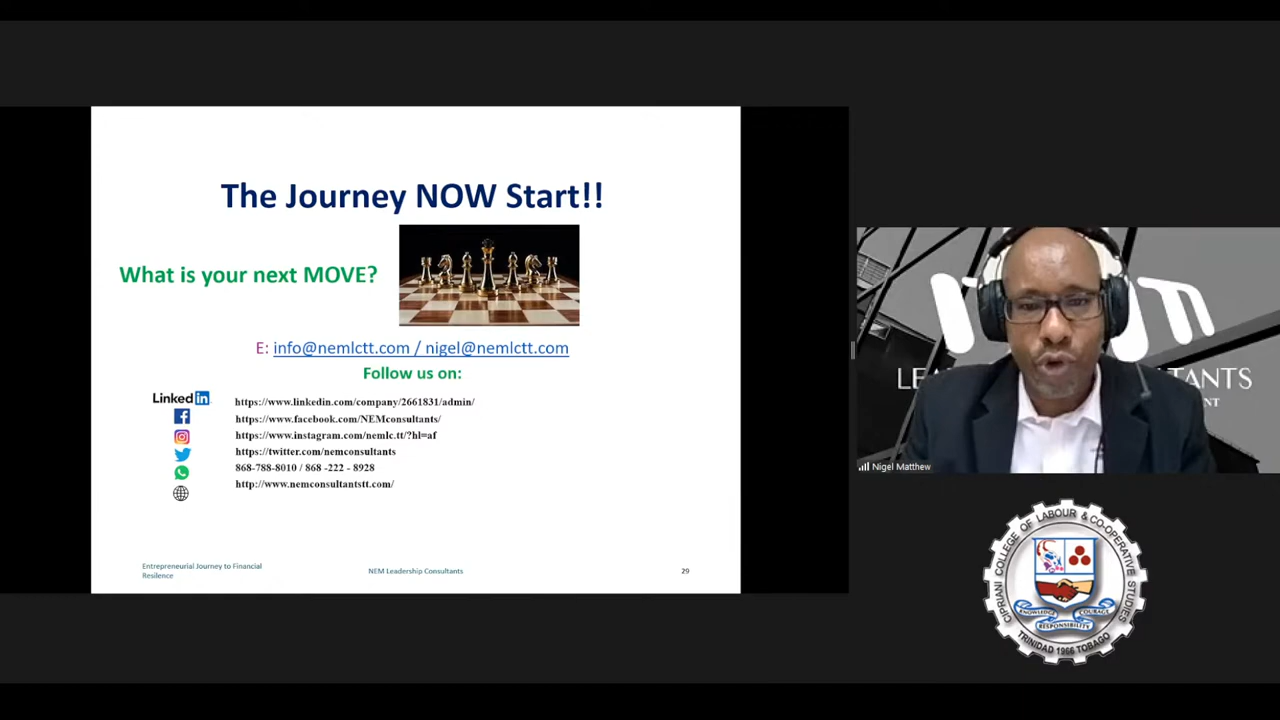 The Journey NOW Start!!
What is your next MOVE?
E: info@nemlctt.com / nigel@nemlctt.com
Follow us on:
Linked in
https://www.linkedin.com/company/2661831/admin/
https://www.facebook.com/NEMconsultants/
https://www.instagram.com/nemlc.tt/?hl=af
https://twitter.com/nemconsultants
868-788-8010 / 868 -222 - 8928
http://www.nemconsultantstt.com/
Entrepreneurial Journey to Financial
Resilence
NEM Leadership Consultants
29
Nigel Matthew
CIPRIANI COLLEGE OF LABOUR & CO-OPERATIVE STUDIES
KNOWLEDGE
COURAGE
RESPONSIBILITY
TRINIDAD 1966 TOBAGO